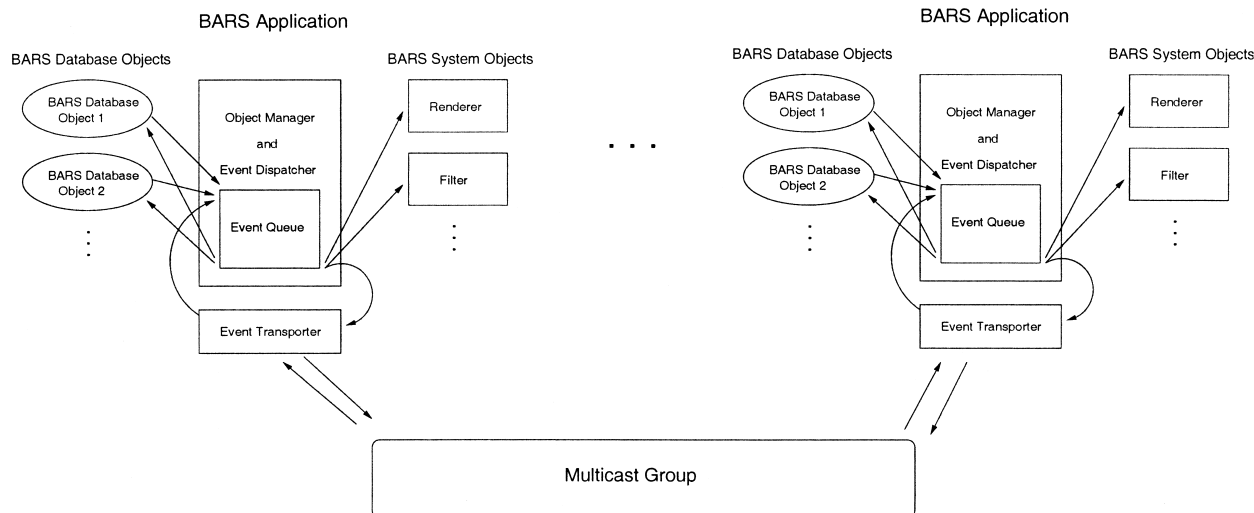 BARS Application
BARS Database Objects
BARS System Objects
BARS Database
Object 1
BARS Database
Object 2
Object Manager
and
Event Dispatcher
Event Queue
Renderer
Filter
Event Transporter
BARS Application
BARS Database Objects
BARS System Objects
BARS Database
Object 1
BARS Database
Object 2
Object Manager
and
Event Dispatcher
Event Queue
Renderer
Filter
Event Transporter
Multicast Group